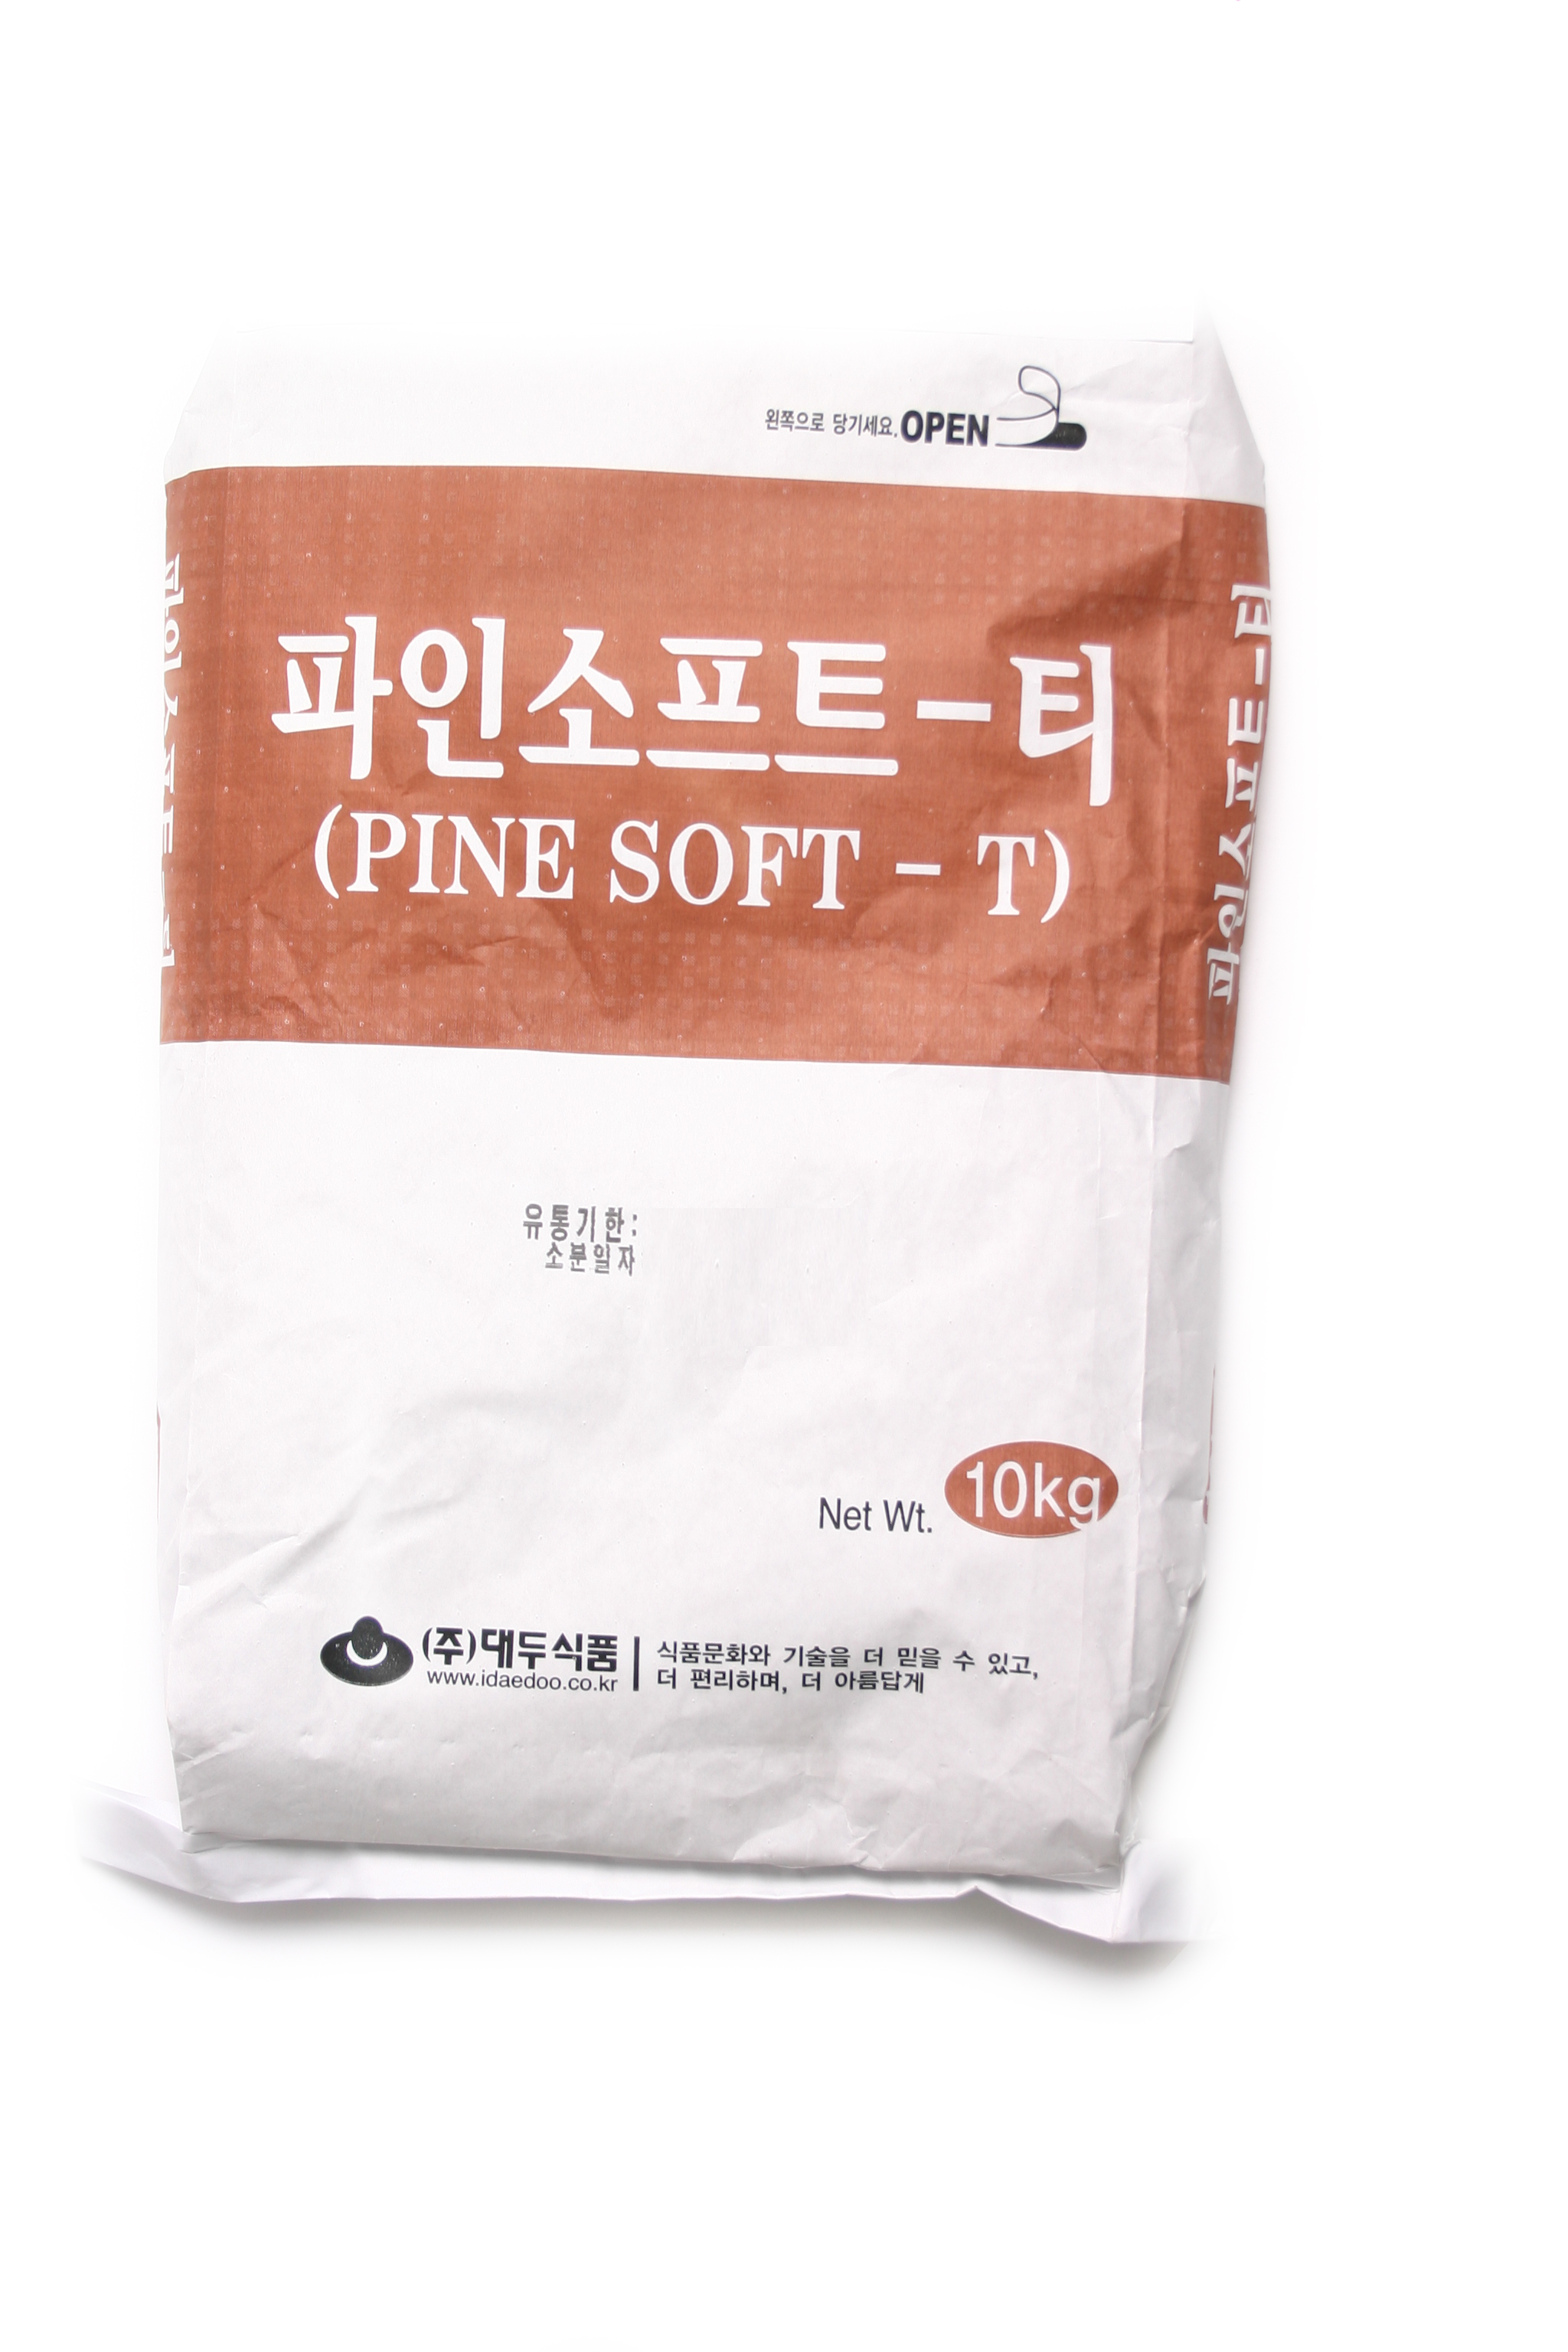 왼쪽으로 당기세요. OPEN
파인소프트-티
(PINE SOFT - T)
파인소프트-티
파인소프트-티
유통기한:
소분일자
Net Wt. 10kg
(주)대두식품
www.idaedoo.co.kr
식품문화와 기술을 더 믿을 수 있고,
더 편리하며, 더 아름답게